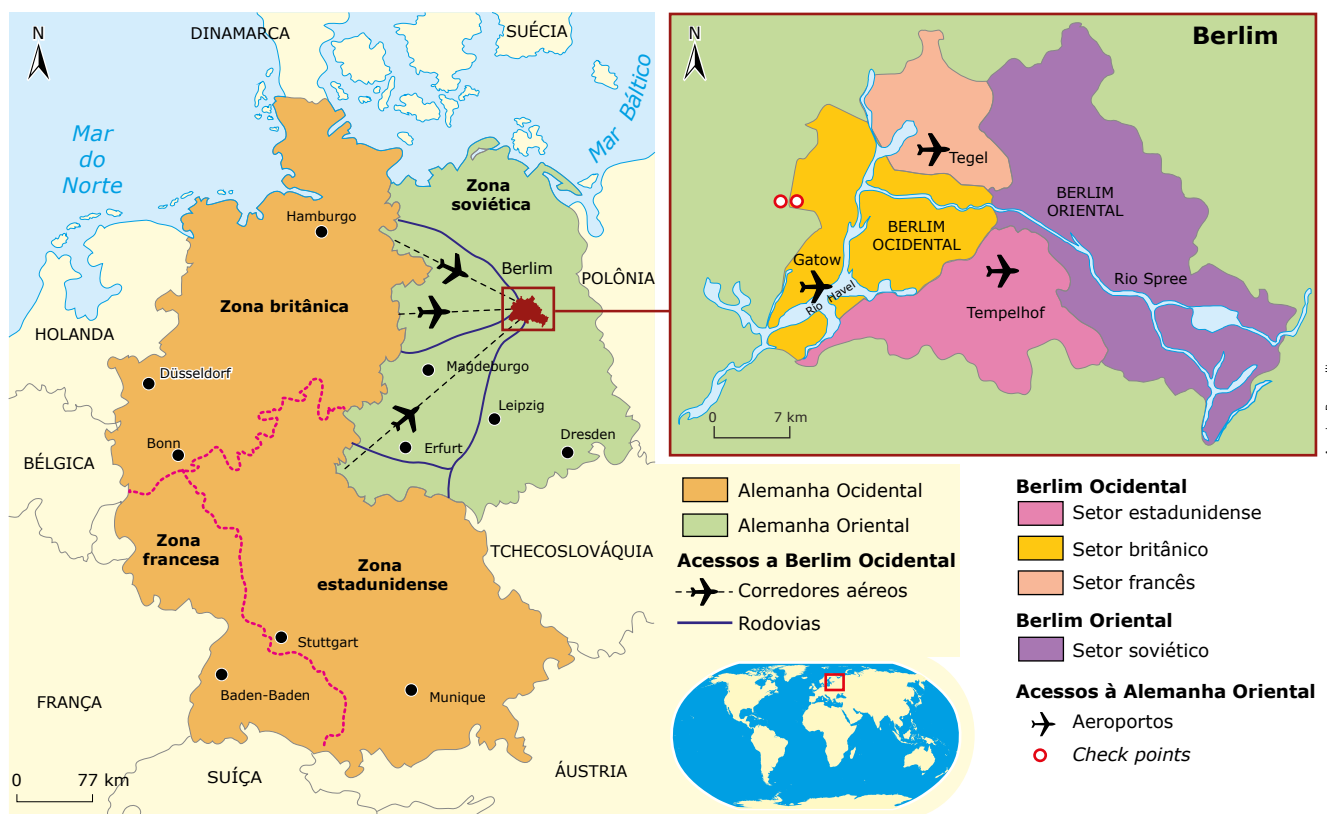 N
DINAMARCA
SUÉCIA
Mar
do
Norte
Mar Báltico
Zona
soviética
Hamburgo
Berlim
POLÔNIA
Zona britânica
HOLANDA
Düsseldorf
Magdeburgo
Leipzig
Bonn
Erfurt
Dresden
BÉLGICA
Zona
francesa
Zona
estadunidense
TCHECOSLOVÁQUIA
Stuttgart
Baden-Baden
Munique
FRANÇA
SUÍÇA
ÁUSTRIA
0 77 km
N
Berlim
Tegel
BERLIM
ORIENTAL
BERLIM
OCIDENTAL
Gatow
Rio Havel
Tempelhof
Rio Spree
0 7 km
Alemanha Ocidental
Alemanha Oriental
Acessos a Berlim Ocidental
Corredores aéreos
Rodovias
Berlim Ocidental
Setor estadunidense
Setor britânico
Setor francês
Berlim Oriental
Setor soviético
Acessos à Alemanha Oriental
Aeroportos
Check points